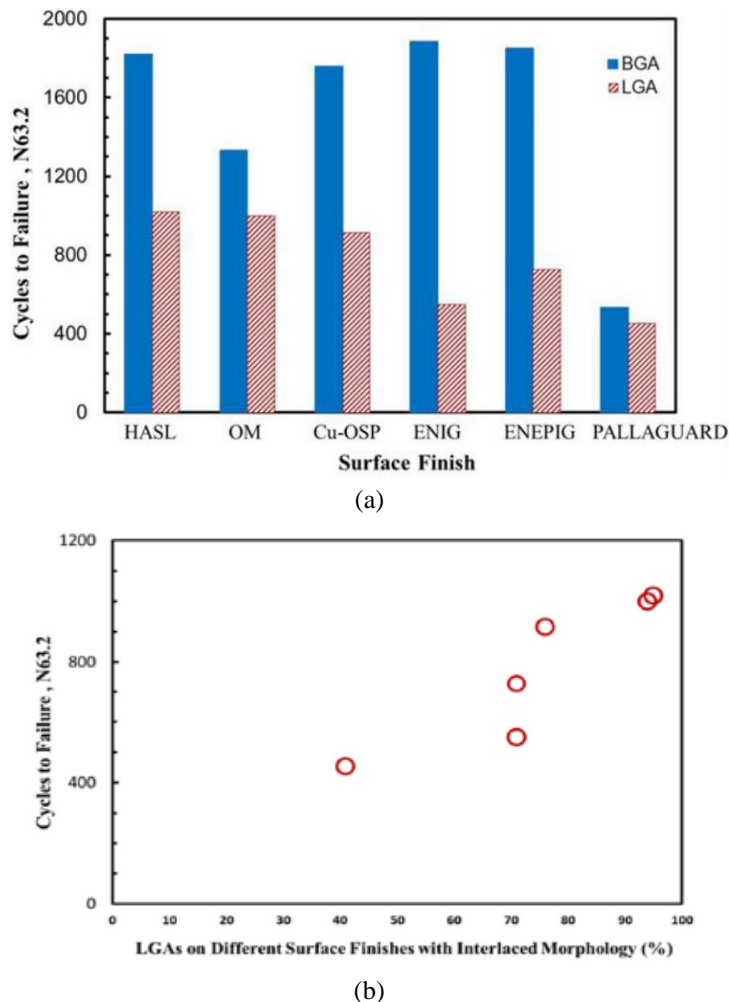 2000
1600
1200
800
400
0
Cycles to Failure , N63.2
BGA
LGA
HASL OM Cu-OSP ENIG ENEPIG PALLAGUARD
Surface Finish
(a)
1200
800
400
0
Cycles to Failure , N63.2
0 10 20 30 40 50 60 70 80 90 100
LGAs on Different Surface Finishes with Interlaced Morphology (%)
(b)